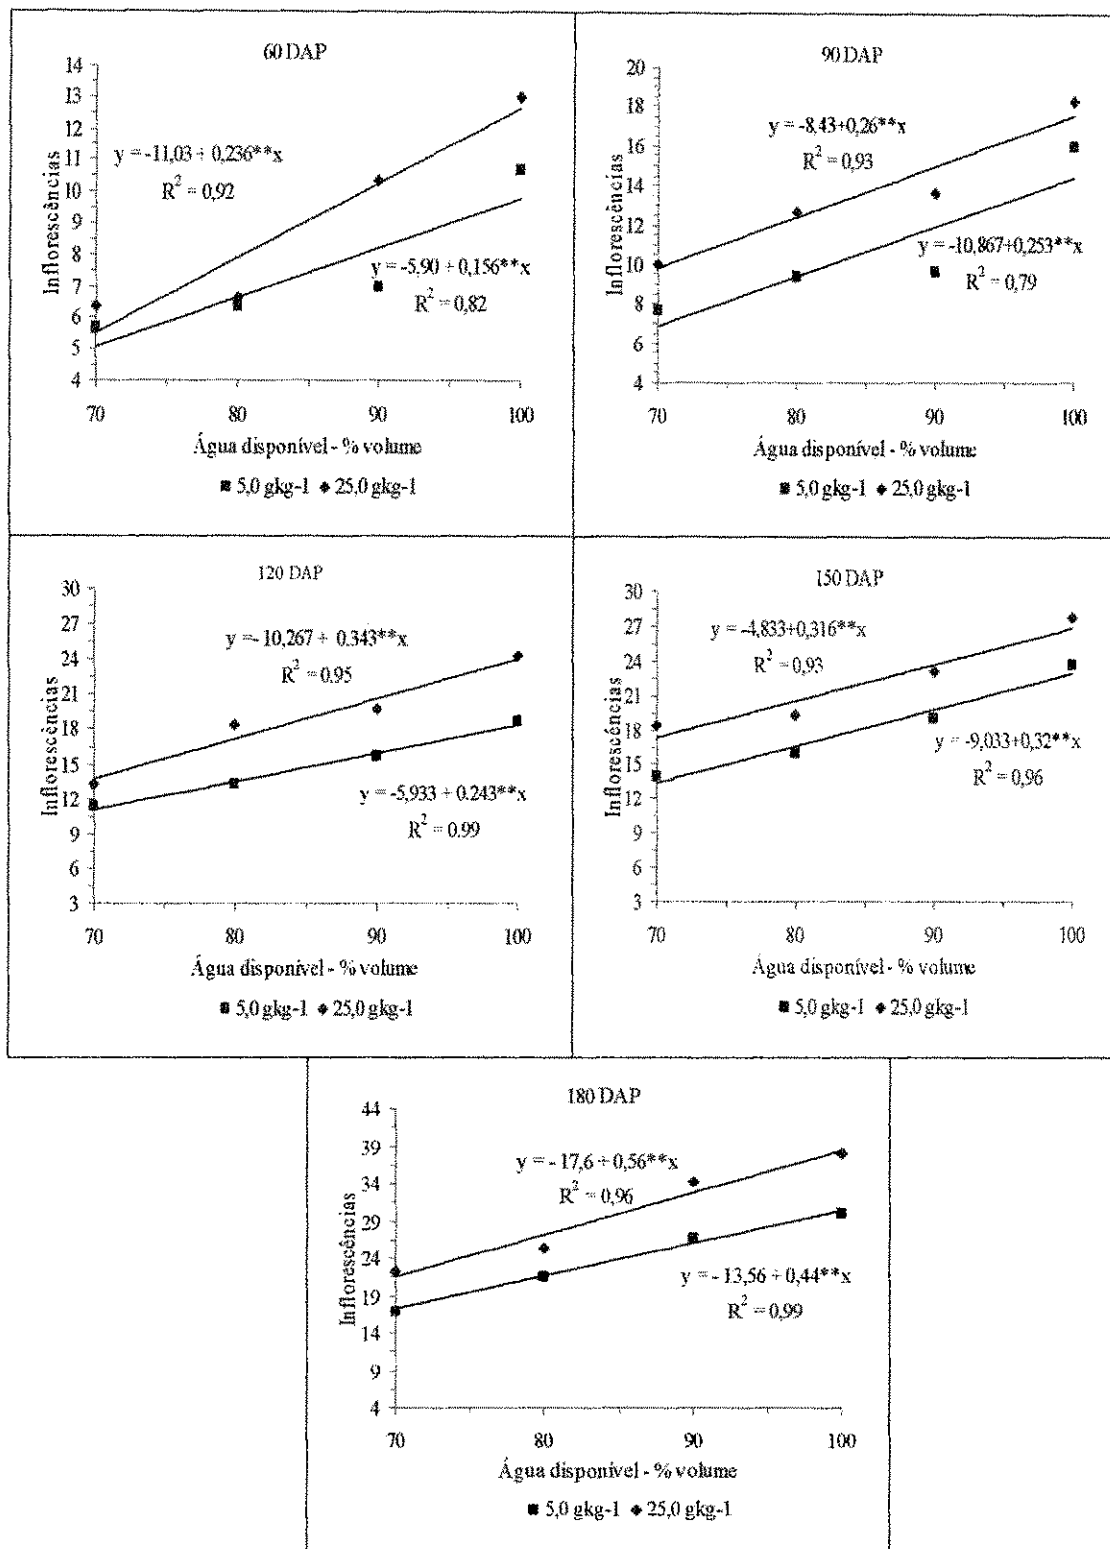 60 DAP
14
13
12
11
10
9
8
7
6
5
4
Inflorescências
y = -11,03 + 0,236**x
R² = 0,92
y = -5,90 + 0,156**x
R² = 0,82
70 80 90 100
Água disponível - % volume
5,0 gkg-1 25,0 gkg-1
90 DAP
20
18
16
14
12
10
8
6
4
Inflorescências
y = -8,43+0,26**x
R² = 0,93
y = -10,867+0,253**x
R² = 0,79
70 80 90 100
Água disponível - % volume
5,0 gkg-1 25,0 gkg-1
120 DAP
30
27
24
21
18
15
12
9
6
3
Inflorescências
y = - 10,267 + 0.343**x
R² = 0.95
y = -5,933 + 0.243**x
R² = 0.99
70 80 90 100
Água disponível - % volume
5,0 gkg-1 25,0 gkg-1
150 DAP
30
27
24
21
18
15
12
9
6
3
Inflorescências
y = -4,833+0,316**x
R² = 0,93
y = -9,033+0,32**x
R² = 0,96
70 80 90 100
Água disponível - % volume
5,0 gkg-1 25,0 gkg-1
180 DAP
44
39
34
29
24
19
14
9
4
Inflorescências
y = - 17,6 + 0,56**x
R² = 0,96
y = - 13,56 + 0,44**x
R² = 0,99
70 80 90 100
Água disponível - % volume
5,0 gkg-1 25,0 gkg-1